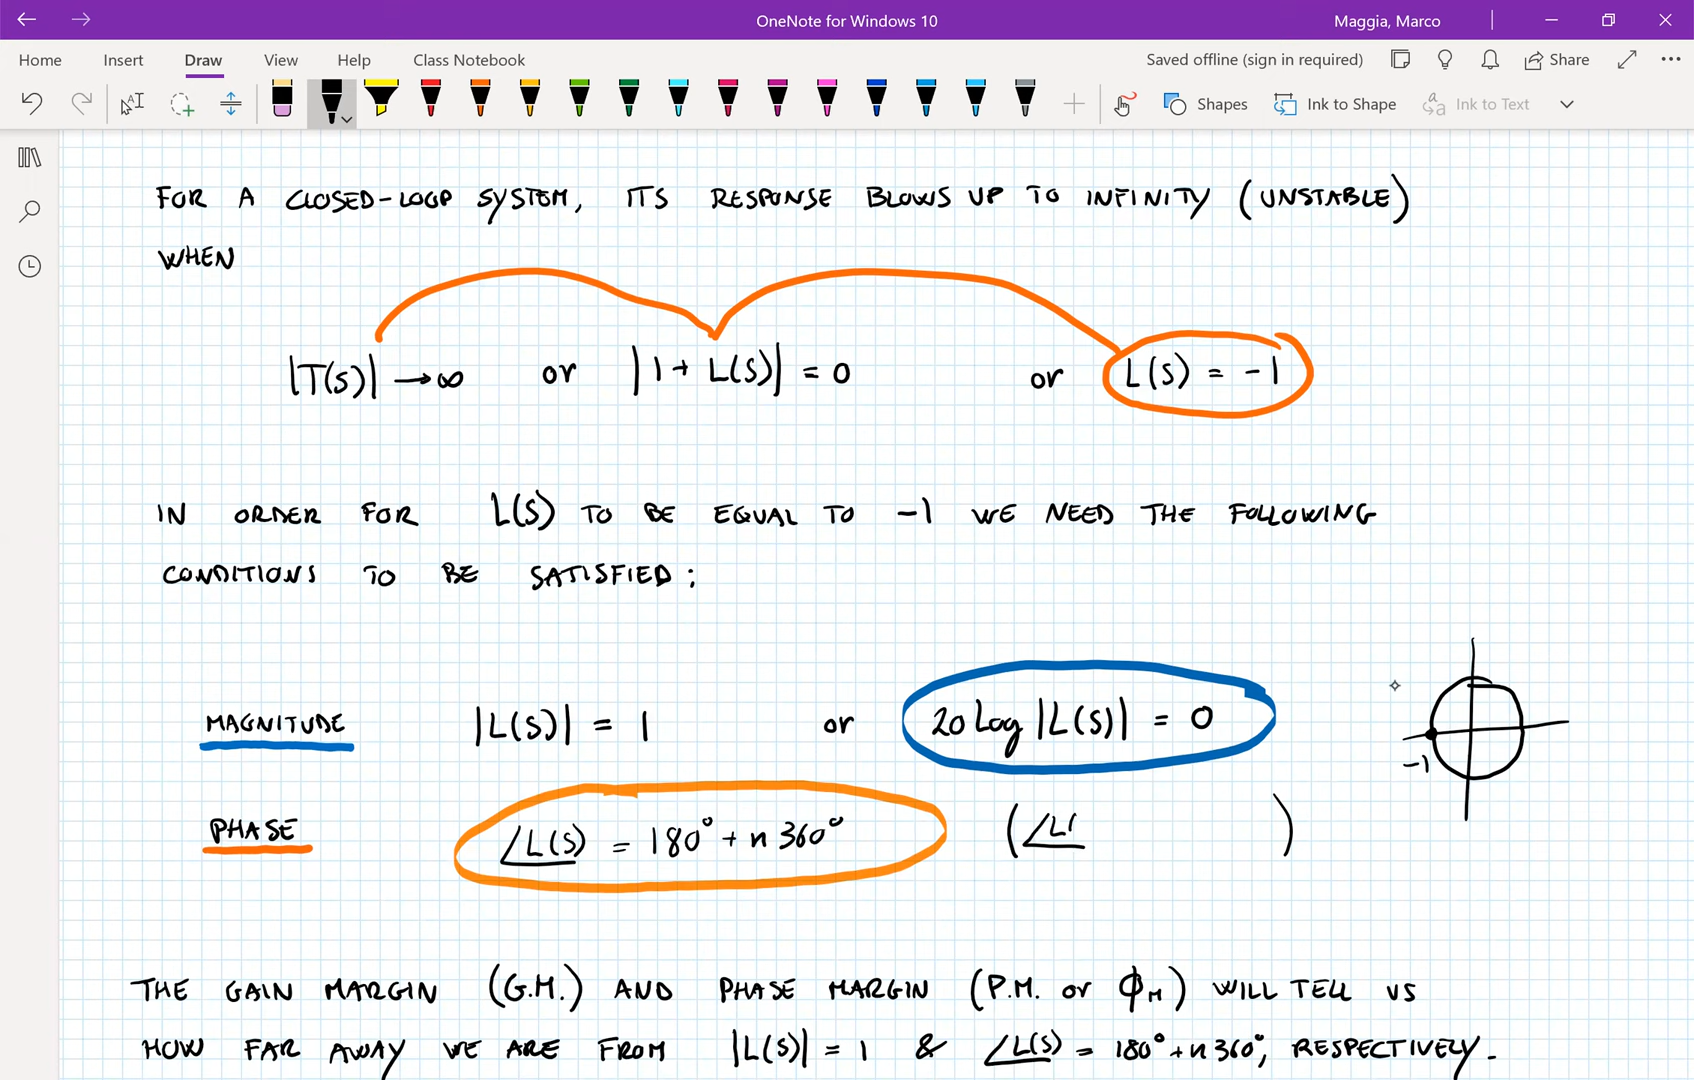 OneNote for Windows 10
Maggia, Marco
Home Insert Draw View Help Class Notebook
Saved offline (sign in required) Share
Shapes Ink to Shape Ink to Text
FOR A CLOSED-LOOP SYSTEM, ITS RESPONSE BLOWS UP TO INFINITY (UNSTABLE)
WHEN
|T(S)| → ∞ or |1 + L(S)| = 0 or L(S) = -1
IN ORDER FOR L(S) TO BE EQUAL TO -1 WE NEED THE FOLLOWING
CONDITIONS TO BE SATISFIED:
MAGNITUDE |L(S)| = 1 or 20 Log |L(S)| = 0
-1
PHASE ∠L(S) = 180° + n 360° (∠L( )
THE GAIN MARGIN (G.M.) AND PHASE MARGIN (P.M. or ϕM) WILL TELL US
HOW FAR AWAY WE ARE FROM |L(S)| = 1 & ∠L(S) = 180° + n 360°, RESPECTIVELY.